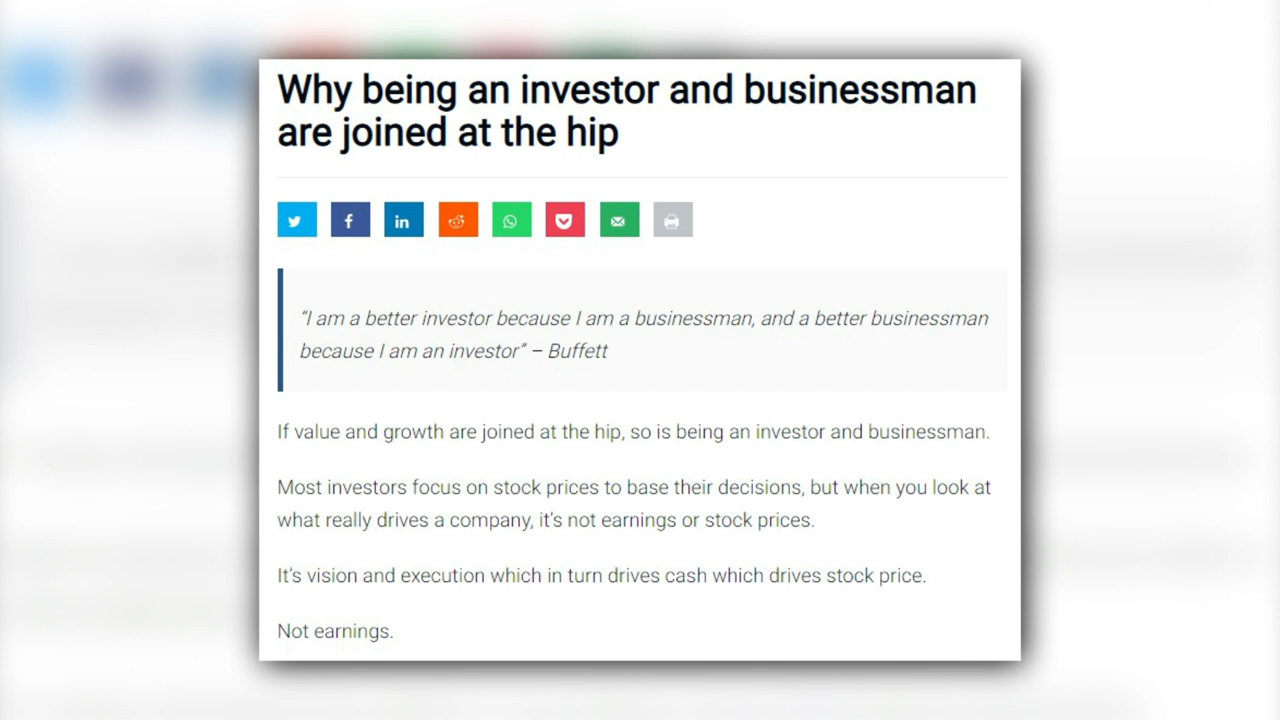 Why being an investor and businessman
are joined at the hip
“I am a better investor because I am a businessman, and a better businessman
because I am an investor” – Buffett
If value and growth are joined at the hip, so is being an investor and businessman.
Most investors focus on stock prices to base their decisions, but when you look at
what really drives a company, it’s not earnings or stock prices.
It’s vision and execution which in turn drives cash which drives stock price.
Not earnings.